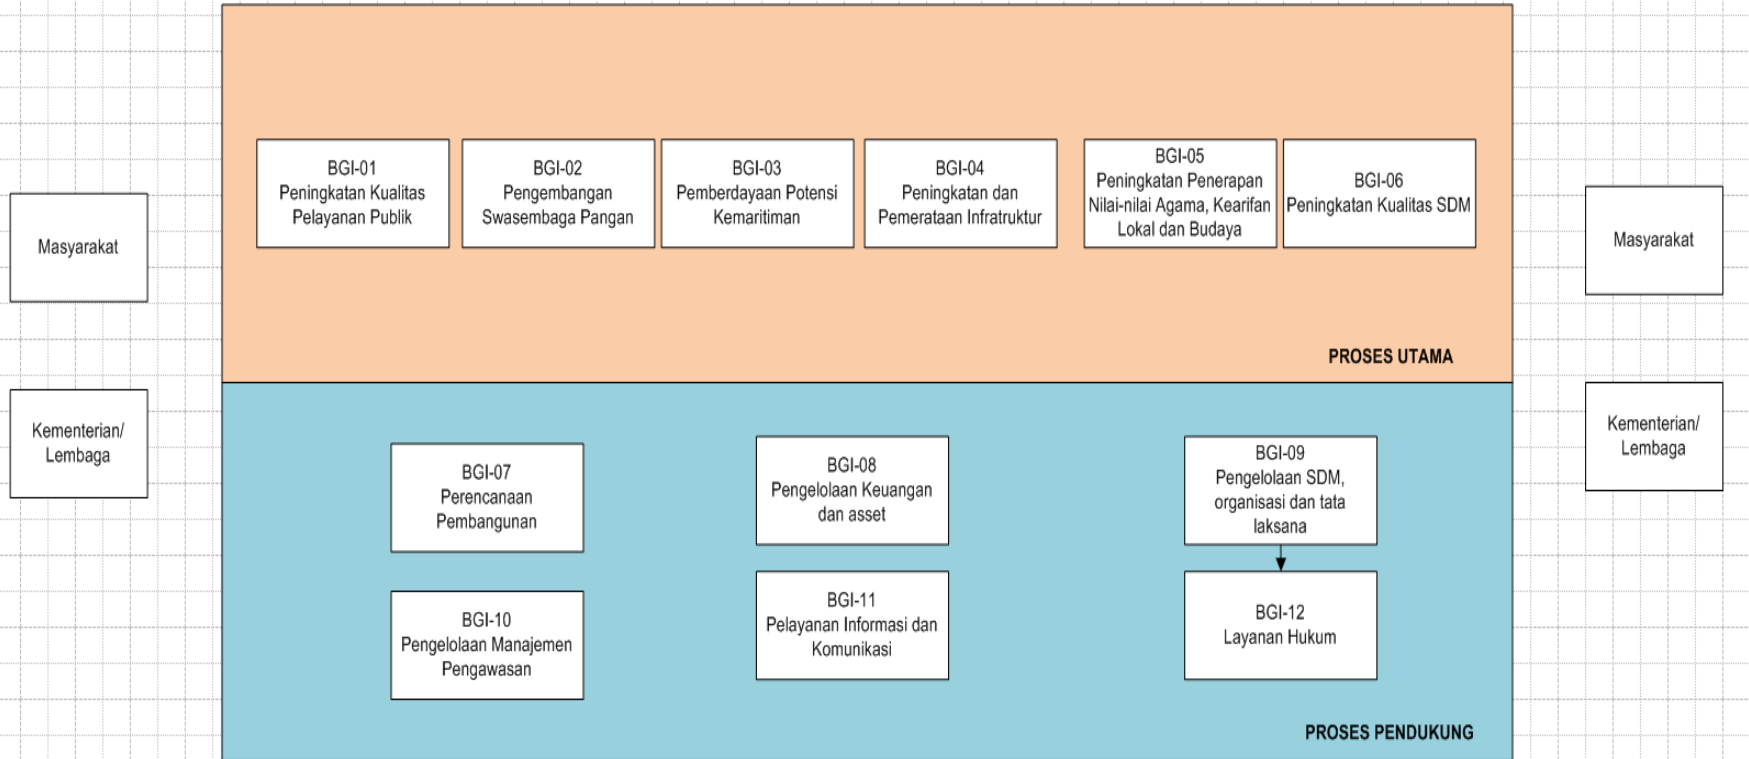 BGI-01
Peningkatan Kualitas
Pelayanan Publik
BGI-02
Pengembangan
Swasembaga Pangan
BGI-03
Pemberdayaan Potensi
Kemaritiman
BGI-04
Peningkatan dan
Pemerataan Infratruktur
BGI-05
Peningkatan Penerapan
Nilai-nilai Agama, Kearifan
Lokal dan Budaya
BGI-06
Peningkatan Kualitas SDM
Masyarakat
Masyarakat
PROSES UTAMA
Kementerian/
Lembaga
Kementerian/
Lembaga
BGI-07
Perencanaan
Pembangunan
BGI-08
Pengelolaan Keuangan
dan asset
BGI-09
Pengelolaan SDM,
organisasi dan tata
laksana
BGI-10
Pengelolaan Manajemen
Pengawasan
BGI-11
Pelayanan Informasi dan
Komunikasi
BGI-12
Layanan Hukum
PROSES PENDUKUNG